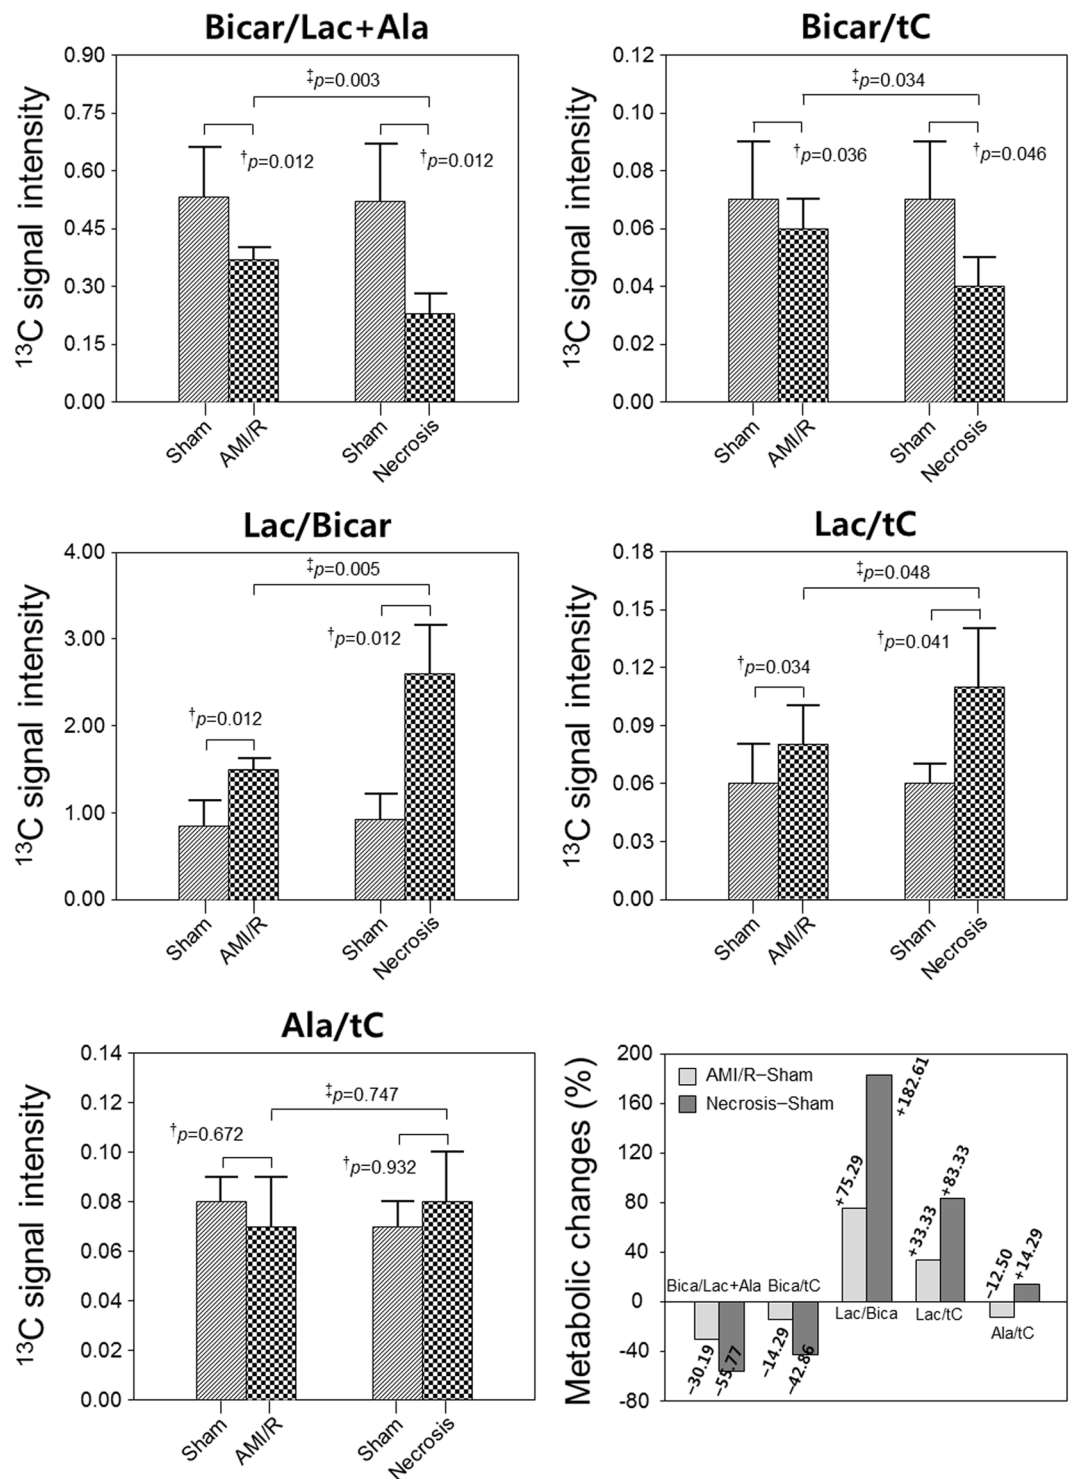 Bicar/Lac+Ala
¹³C signal intensity
0.90
0.75
0.60
0.45
0.30
0.15
0.00
‡p=0.003
†p=0.012
†p=0.012
Sham
AMI/R
Sham
Necrosis
Bicar/tC
¹³C signal intensity
0.12
0.10
0.08
0.06
0.04
0.02
0.00
‡p=0.034
†p=0.036
†p=0.046
Sham
AMI/R
Sham
Necrosis
Lac/Bicar
¹³C signal intensity
4.00
3.00
2.00
1.00
0.00
‡p=0.005
†p=0.012
†p=0.012
Sham
AMI/R
Sham
Necrosis
Lac/tC
¹³C signal intensity
0.18
0.15
0.12
0.09
0.06
0.03
0.00
‡p=0.048
†p=0.041
†p=0.034
Sham
AMI/R
Sham
Necrosis
Ala/tC
¹³C signal intensity
0.14
0.12
0.10
0.08
0.06
0.04
0.02
0.00
‡p=0.747
†p=0.672
†p=0.932
Sham
AMI/R
Sham
Necrosis
Metabolic changes (%)
200
160
120
80
40
0
-40
-80
AMI/R−Sham
Necrosis−Sham
Bica/Lac+Ala
Bica/tC
Lac/Bica
Lac/tC
Ala/tC
−30.19
−55.77
−14.29
−42.86
+75.29
+182.61
+33.33
+83.33
−12.50
+14.29